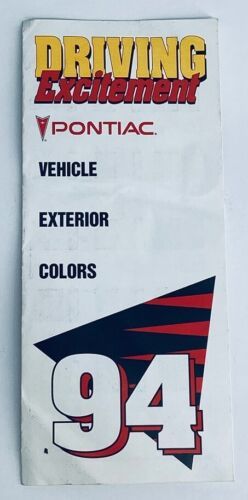 DRIVING
Excitement
PONTIAC.
VEHICLE
EXTERIOR
COLORS
94